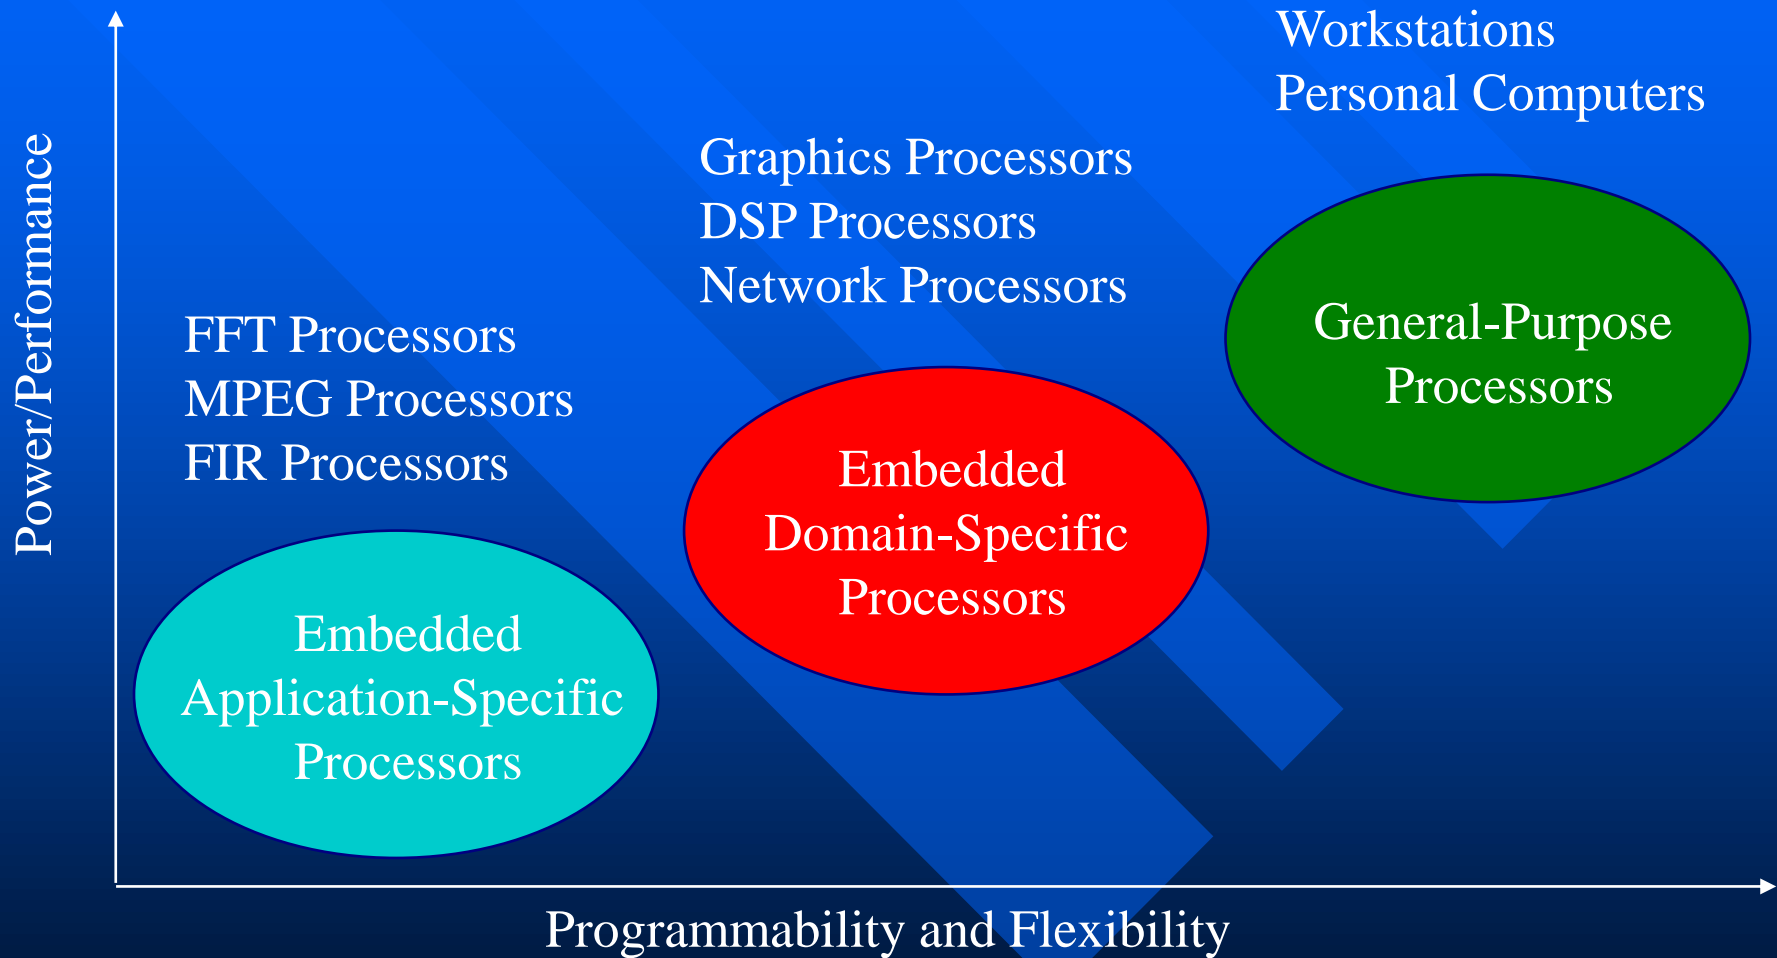 Workstations
Personal Computers
Graphics Processors
DSP Processors
Network Processors
General-Purpose
Processors
FFT Processors
MPEG Processors
FIR Processors
Embedded
Domain-Specific
Processors
Embedded
Application-Specific
Processors
Power/Performance
Programmability and Flexibility